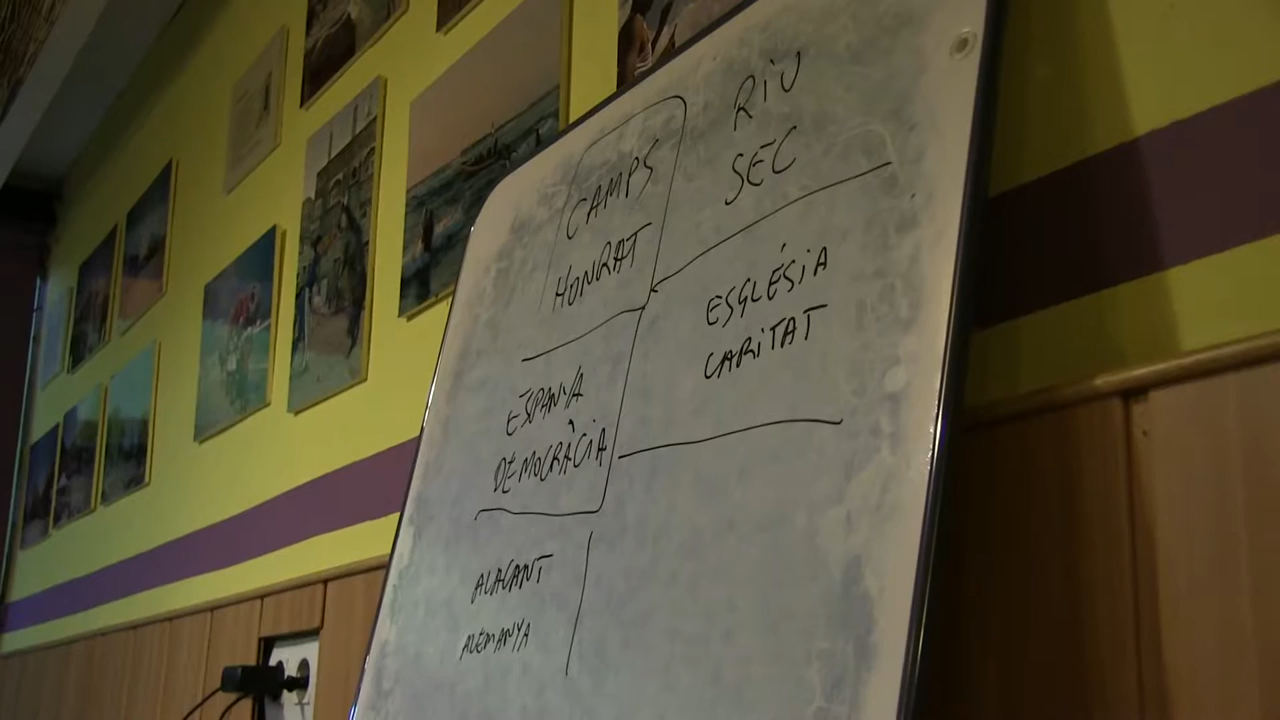 CAMPS
HONRAT
RIU
SEC
ESPANYA
DEMOCRÀCIA
ESGLÉSIA
CARITAT
ALACANT
ALEMANYA